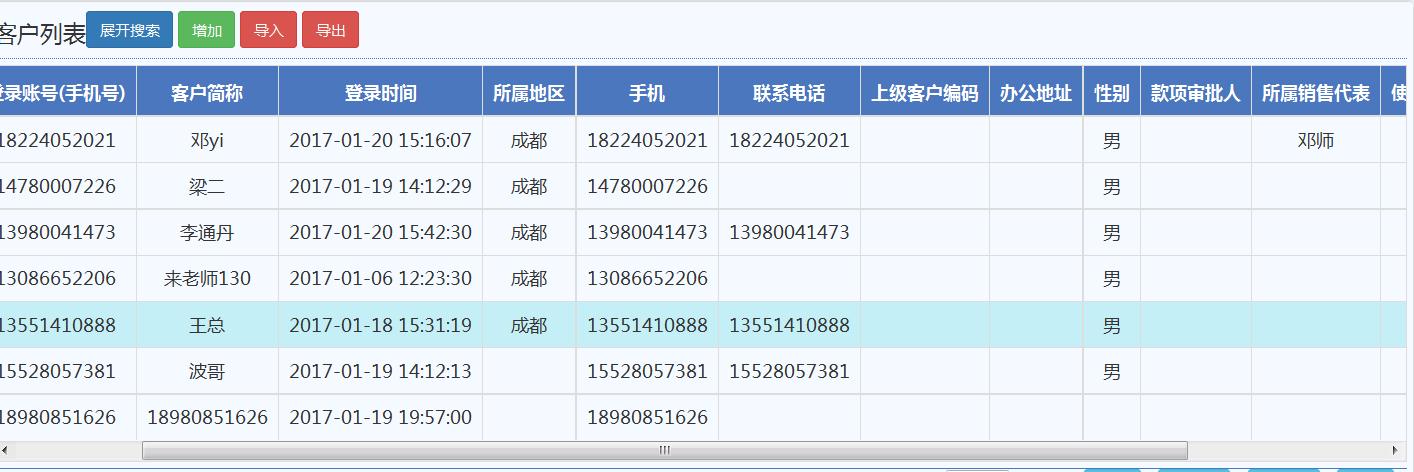 客户列表 展开搜索 增加 导入 导出
登录账号(手机号) 客户简称 登录时间 所属地区 手机 联系电话 上级客户编码 办公地址 性别 款项审批人 所属销售代表 使
18224052021 邓yi 2017-01-20 15:16:07 成都 18224052021 18224052021 男 邓师
14780007226 梁二 2017-01-19 14:12:29 成都 14780007226 男
13980041473 李通丹 2017-01-20 15:42:30 成都 13980041473 13980041473 男
13086652206 来老师130 2017-01-06 12:23:30 成都 13086652206 男
13551410888 王总 2017-01-18 15:31:19 成都 13551410888 13551410888 男
15528057381 波哥 2017-01-19 14:12:13 15528057381 15528057381 男
18980851626 18980851626 2017-01-19 19:57:00 18980851626